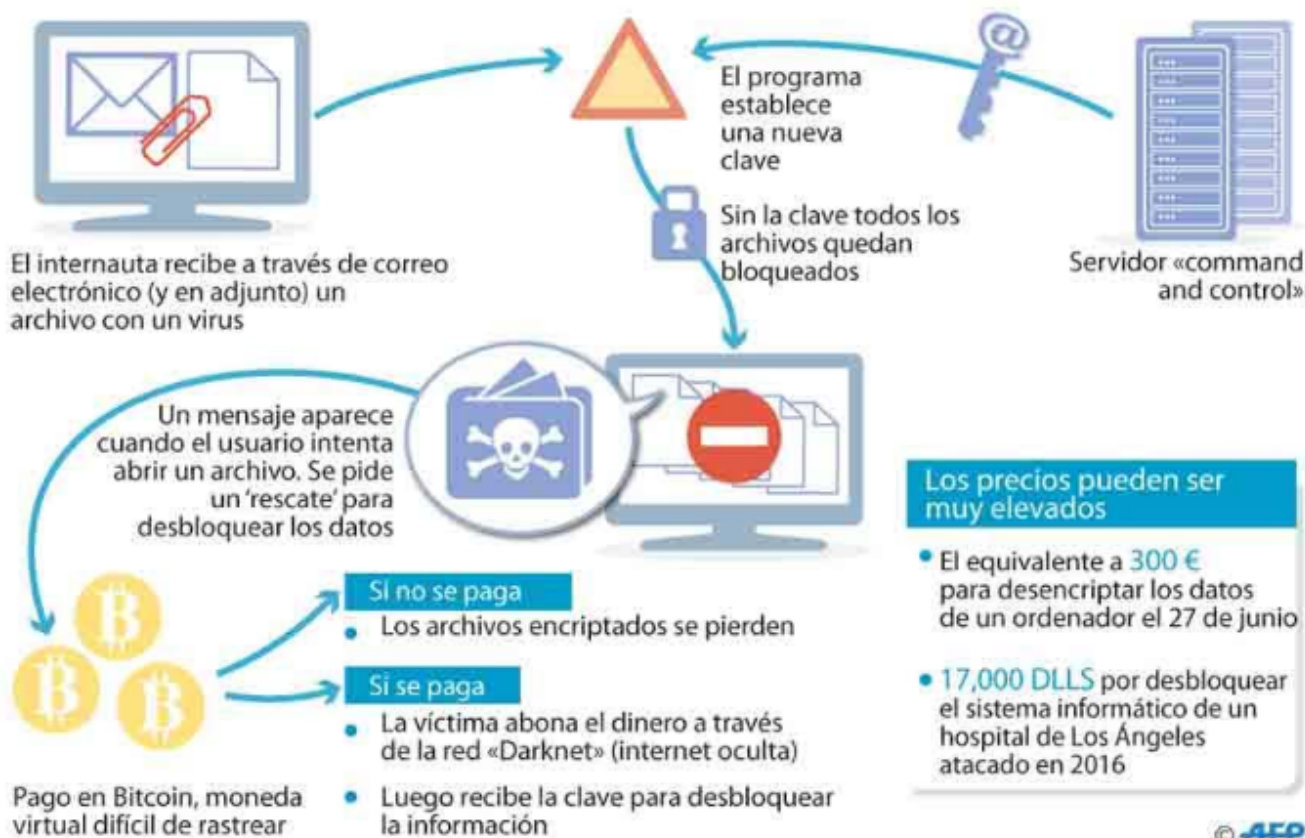 El programa
establece
una nueva
clave
Sin la clave todos los
archivos quedan
bloqueados
El internauta recibe a través de correo
electrónico (y en adjunto) un
archivo con un virus
Servidor «command
and control»
Un mensaje aparece
cuando el usuario intenta
abrir un archivo. Se pide
un 'rescate' para
desbloquear los datos
Si no se paga
• Los archivos encriptados se pierden
Si se paga
• La víctima abona el dinero a través
de la red «Darknet» (internet oculta)
• Luego recibe la clave para desbloquear
la información
Pago en Bitcoin, moneda
virtual difícil de rastrear
Los precios pueden ser
muy elevados
• El equivalente a 300 €
para desencriptar los datos
de un ordenador el 27 de junio
• 17,000 DLLS por desbloquear
el sistema informático de un
hospital de Los Ángeles
atacado en 2016
© AFP